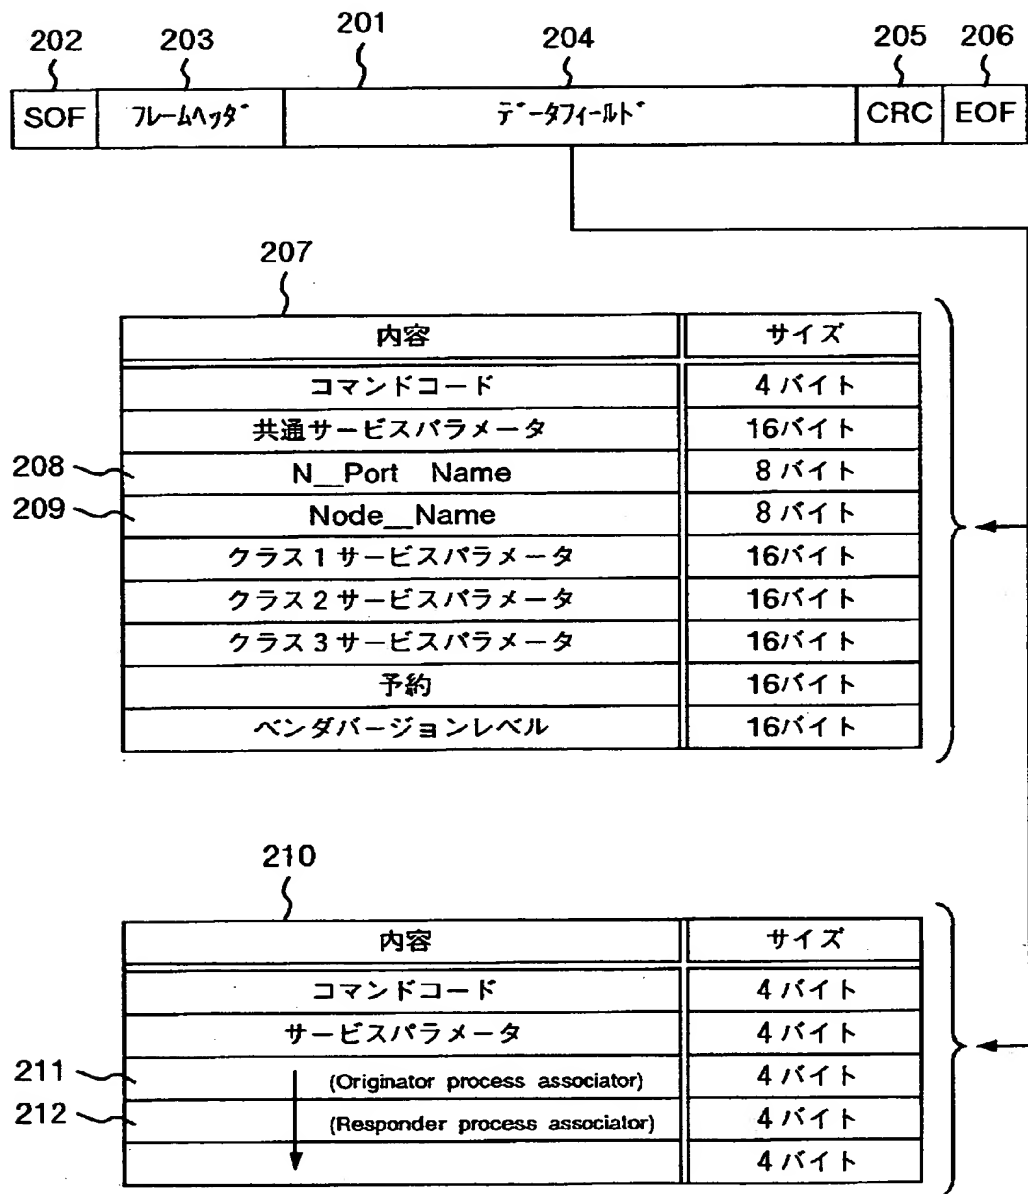 202 203 201 204 205 206
SOF フレームヘッダ データフィールド CRC EOF
207
内容 サイズ
コマンドコード 4バイト
共通サービスパラメータ 16バイト
208 N__Port Name 8バイト
209 Node__Name 8バイト
クラス1サービスパラメータ 16バイト
クラス2サービスパラメータ 16バイト
クラス3サービスパラメータ 16バイト
予約 16バイト
ベンダバージョンレベル 16バイト
210
内容 サイズ
コマンドコード 4バイト
サービスパラメータ 4バイト
211 (Originator process associator) 4バイト
212 (Responder process associator) 4バイト
4バイト